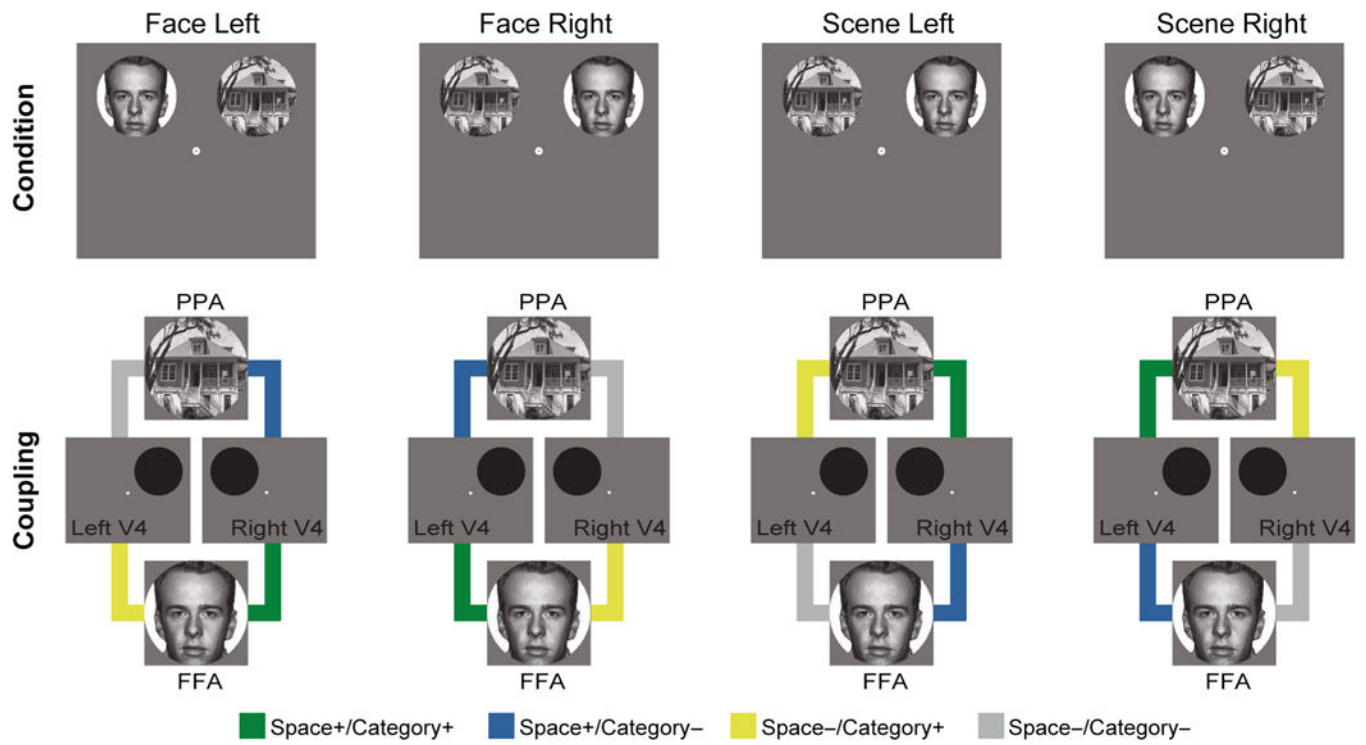 Face Left Face Right Scene Left Scene Right
Condition
PPA PPA PPA PPA
Coupling
Left V4 Right V4 Left V4 Right V4 Left V4 Right V4 Left V4 Right V4
FFA FFA FFA FFA
Space+/Category+ Space+/Category– Space–/Category+ Space–/Category–